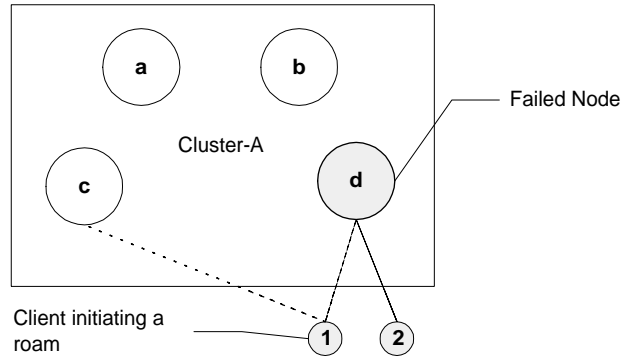 a
b
Failed Node
Cluster-A
c
d
Client initiating a
roam
1
2